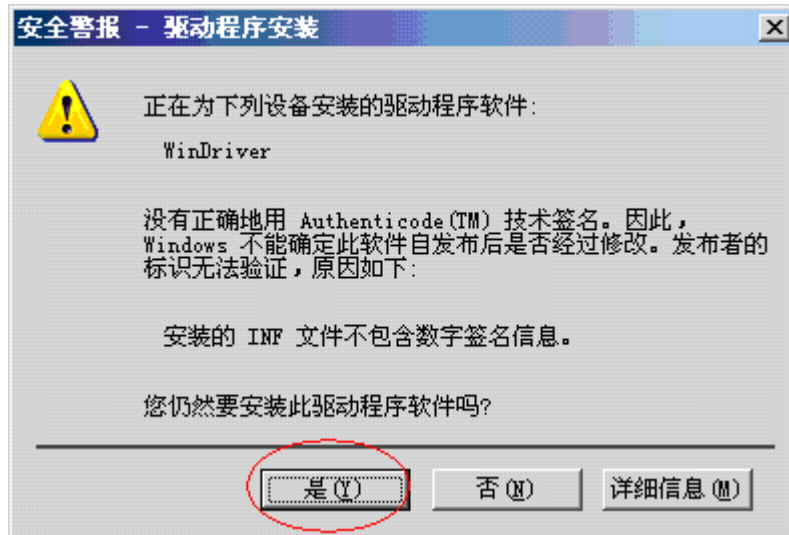 安全警报 - 驱动程序安装
正在为下列设备安装的驱动程序软件:
WinDriver
没有正确地用 Authenticode(TM) 技术签名。因此，
Windows 不能确定此软件自发布后是否经过修改。发布者的
标识无法验证，原因如下:
安装的 INF 文件不包含数字签名信息。
您仍然要安装此驱动程序软件吗?
是(Y) 否(N) 详细信息(M)